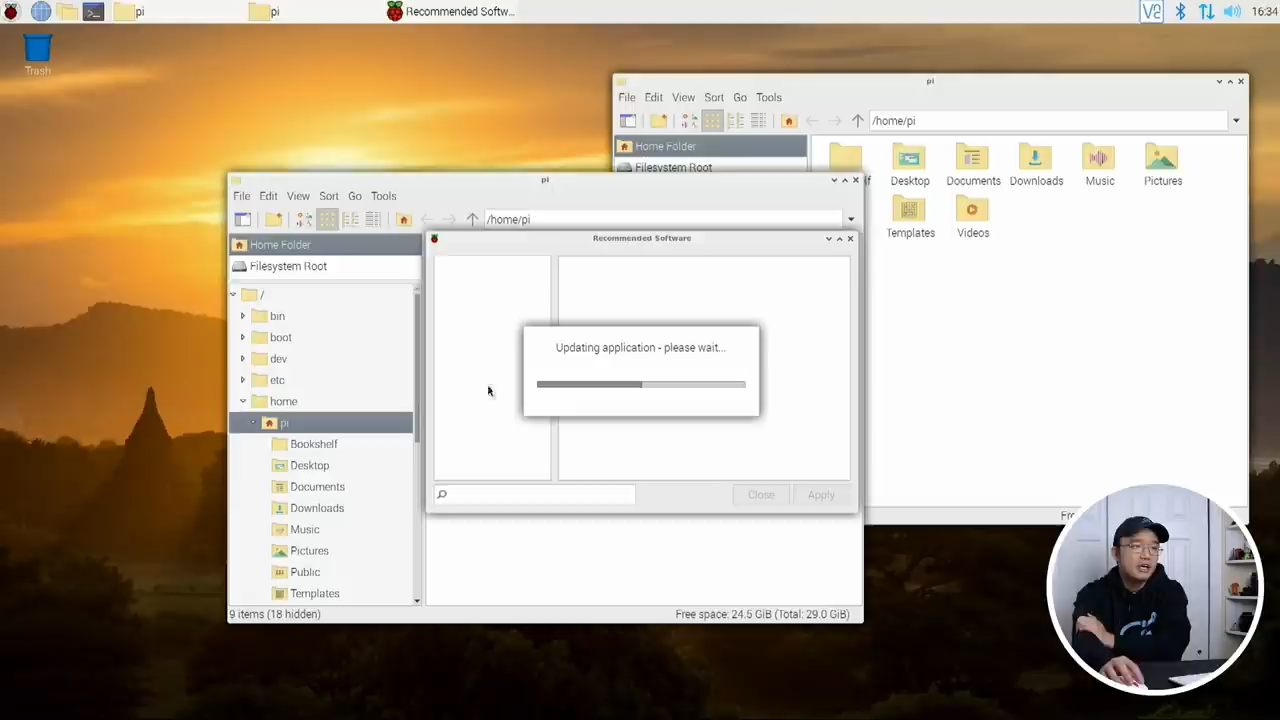 pi
pi
Recommended Softw...
16:34
Trash
pi
File Edit View Sort Go Tools
/home/pi
Home Folder
Filesystem Root
Desktop
Documents
Downloads
Music
Pictures
Templates
Videos
pi
File Edit View Sort Go Tools
/home/pi
Home Folder
Filesystem Root
/
bin
boot
dev
etc
home
pi
Bookshelf
Desktop
Documents
Downloads
Music
Pictures
Public
Templates
9 items (18 hidden)
Free space: 24.5 GiB (Total: 29.0 GiB)
Recommended Software
Updating application - please wait...
Close
Apply